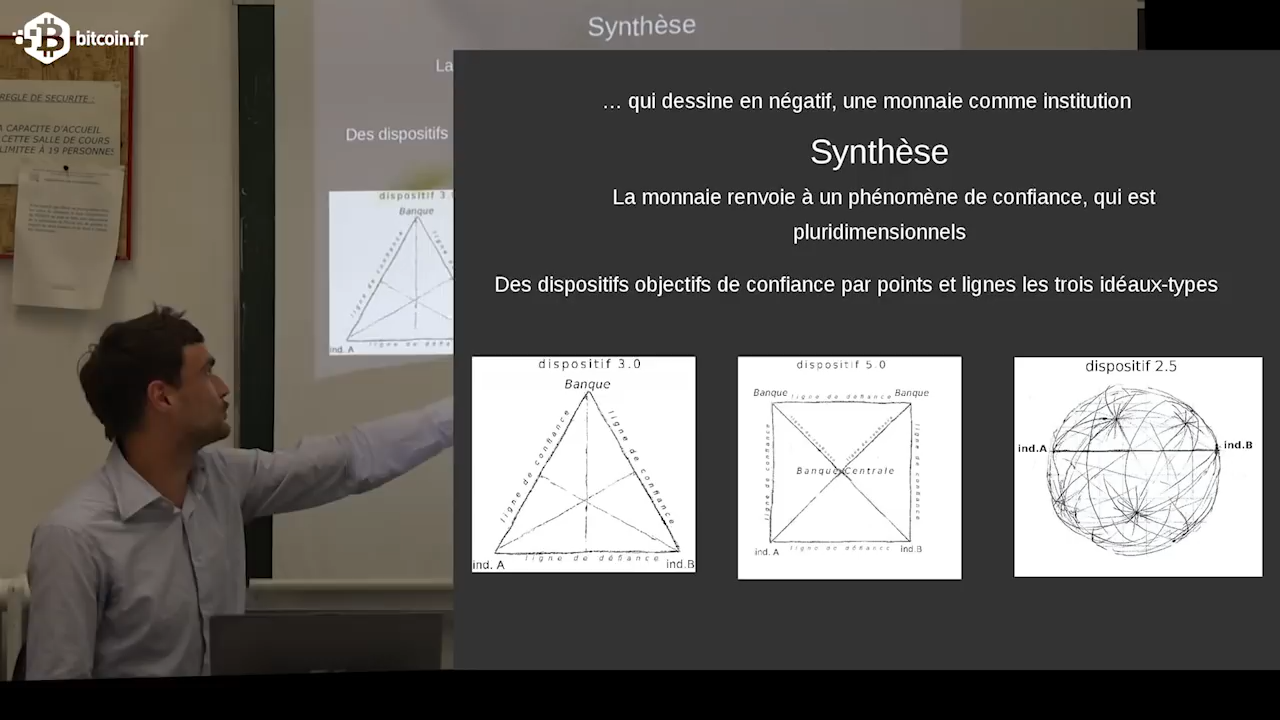 bitcoin.fr
REGLE DE SECURITE :
A CAPACITE D'ACCUEIL
CETTE SALLE DE COURS
LIMITEE À 19 PERSONNES
Synthèse
La
Des dispositifs
dispositif 3.
Banque
ligne de confiance
ind. A
ligne de défiance
… qui dessine en négatif, une monnaie comme institution
Synthèse
La monnaie renvoie à un phénomène de confiance, qui est
pluridimensionnels
Des dispositifs objectifs de confiance par points et lignes les trois idéaux-types
dispositif 3.0
Banque
ligne de confiance
ligne de confiance
ligne de défiance
ind. A
ind.B
dispositif 5.0
Banque
ligne de défiance
Banque
ligne de confiance
ligne de confiance
Banque Centrale
ind. A
ligne de défiance
ind.B
dispositif 2.5
ind.A
ind.B